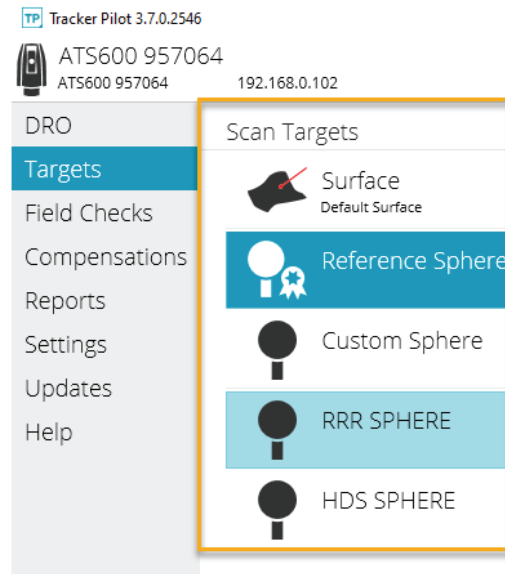 TP Tracker Pilot 3.7.0.2546
ATS600 957064
ATS600 957064 192.168.0.102
DRO
Targets
Field Checks
Compensations
Reports
Settings
Updates
Help
Scan Targets
Surface
Default Surface
Reference Sphere
Custom Sphere
RRR SPHERE
HDS SPHERE